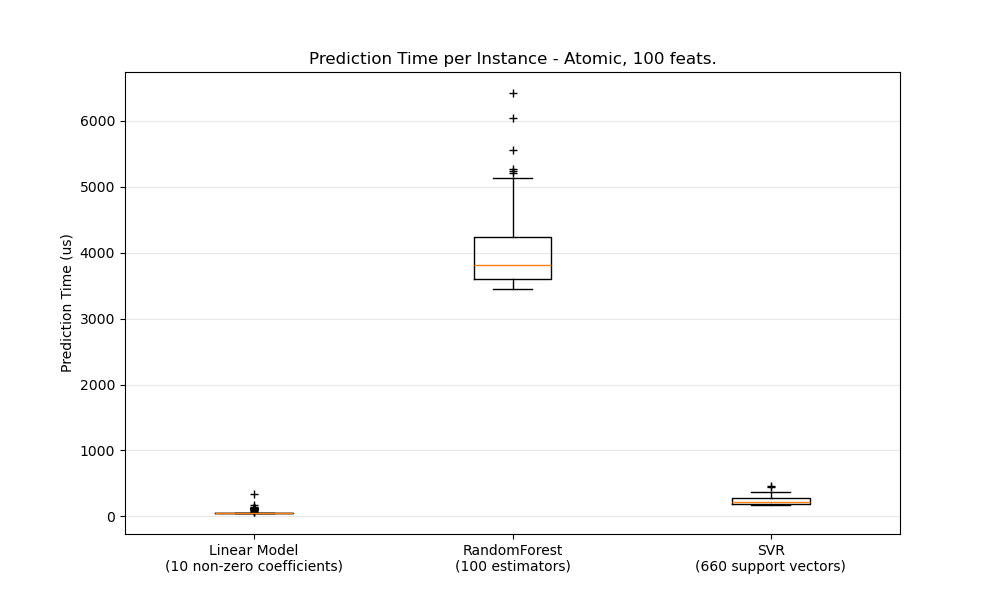 Prediction Time per Instance - Atomic, 100 feats.
Prediction Time (us)
6000
5000
4000
3000
2000
1000
0
Linear Model
(10 non-zero coefficients)
RandomForest
(100 estimators)
SVR
(660 support vectors)